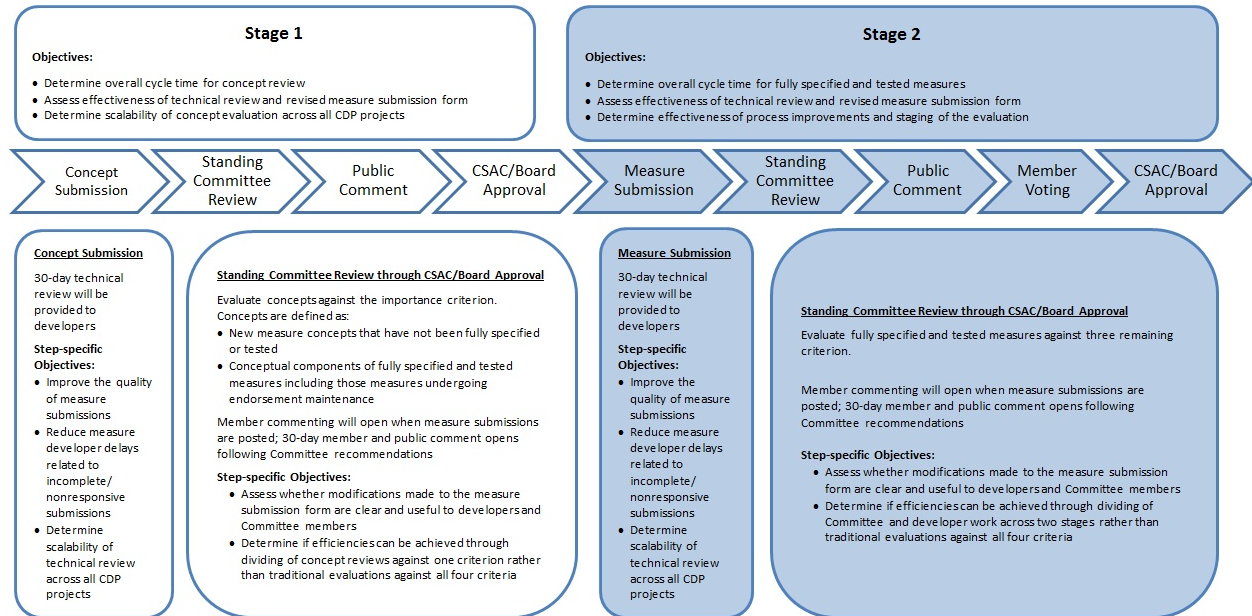 Stage 1
Objectives:
• Determine overall cycle time for concept review
• Assess effectiveness of technical review and revised measure submission form
• Determine scalability of concept evaluation across all CDP projects
Stage 2
Objectives:
• Determine overall cycle time for fully specified and tested measures
• Assess effectiveness of technical review and revised measure submission form
• Determine effectiveness of process improvements and staging of the evaluation
Concept
Submission
Standing
Committee
Review
Public
Comment
CSAC/Board
Approval
Measure
Submission
Standing
Committee
Review
Public
Comment
Member
Voting
CSAC/Board
Approval
Concept Submission
30-day technical
review will be
provided to
developers
Step-specific
Objectives:
• Improve the quality
of measure
submissions
• Reduce measure
developer delays
related to
incomplete/
nonresponsive
submissions
• Determine
scalability of
technical review
across all CDP
projects
Standing Committee Review through CSAC/Board Approval
Evaluate concepts against the importance criterion.
Concepts are defined as:
• New measure concepts that have not been fully specified
or tested
• Conceptual components of fully specified and tested
measures including those measures undergoing
endorsement maintenance
Member commenting will open when measure submissions
are posted; 30-day member and public comment opens
following Committee recommendations
Step-specific Objectives:
• Assess whether modifications made to the measure
submission form are clear and useful to developers and
Committee members
• Determine if efficiencies can be achieved through
dividing of concept reviews against one criterion rather
than traditional evaluations against all four criteria
Measure Submission
30-day technical
review will be
provided to
developers
Step-specific
Objectives:
• Improve the
quality of measure
submissions
• Reduce measure
developer delays
related to
incomplete/
nonresponsive
submissions
• Determine
scalability of
technical review
across all CDP
projects
Standing Committee Review through CSAC/Board Approval
Evaluate fully specified and tested measures against three remaining
criterion.
Member commenting will open when measure submissions are
posted; 30-day member and public comment opens following
Committee recommendations
Step-specific Objectives:
• Assess whether modifications made to the measure submission
form are clear and useful to developers and Committee members
• Determine if efficiencies can be achieved through dividing of
Committee and developer work across two stages rather than
traditional evaluations against all four criteria